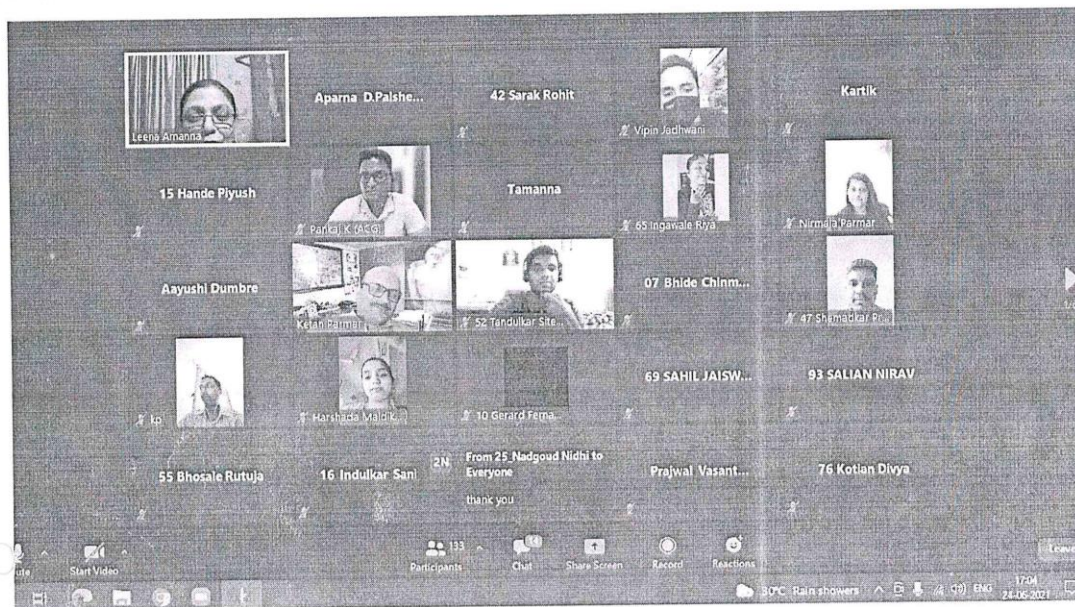 Leena Amanna
Aparna D.Palshe...
42 Sarak Rohit
Vipin Jadhwani
Kartik
15 Hande Piyush
Pankaj K (ACG)
Tamanna
65 Ingawale Riya
Nirmala Parmar
Aayushi Dumbre
Ketan Parmar
52 Tandulkar Site...
07 Bhide Chinm...
47 Shemadkar Pr...
kp
Harshada Maldik...
10 Gerard Ferna...
69 SAHIL JAISW...
93 SALIAN NIRAV
55 Bhosale Rutuja
16 Indulkar Sani
2N
From 25_Nadgoud Nidhi to
Everyone
thank you
Prajwal Vasant...
76 Kotian Divya
Start Video
133
Participants
14
Chat
Share Screen
Record
Reactions
Leave
30°C Rain showers
ENG
17:04
24-06-2021